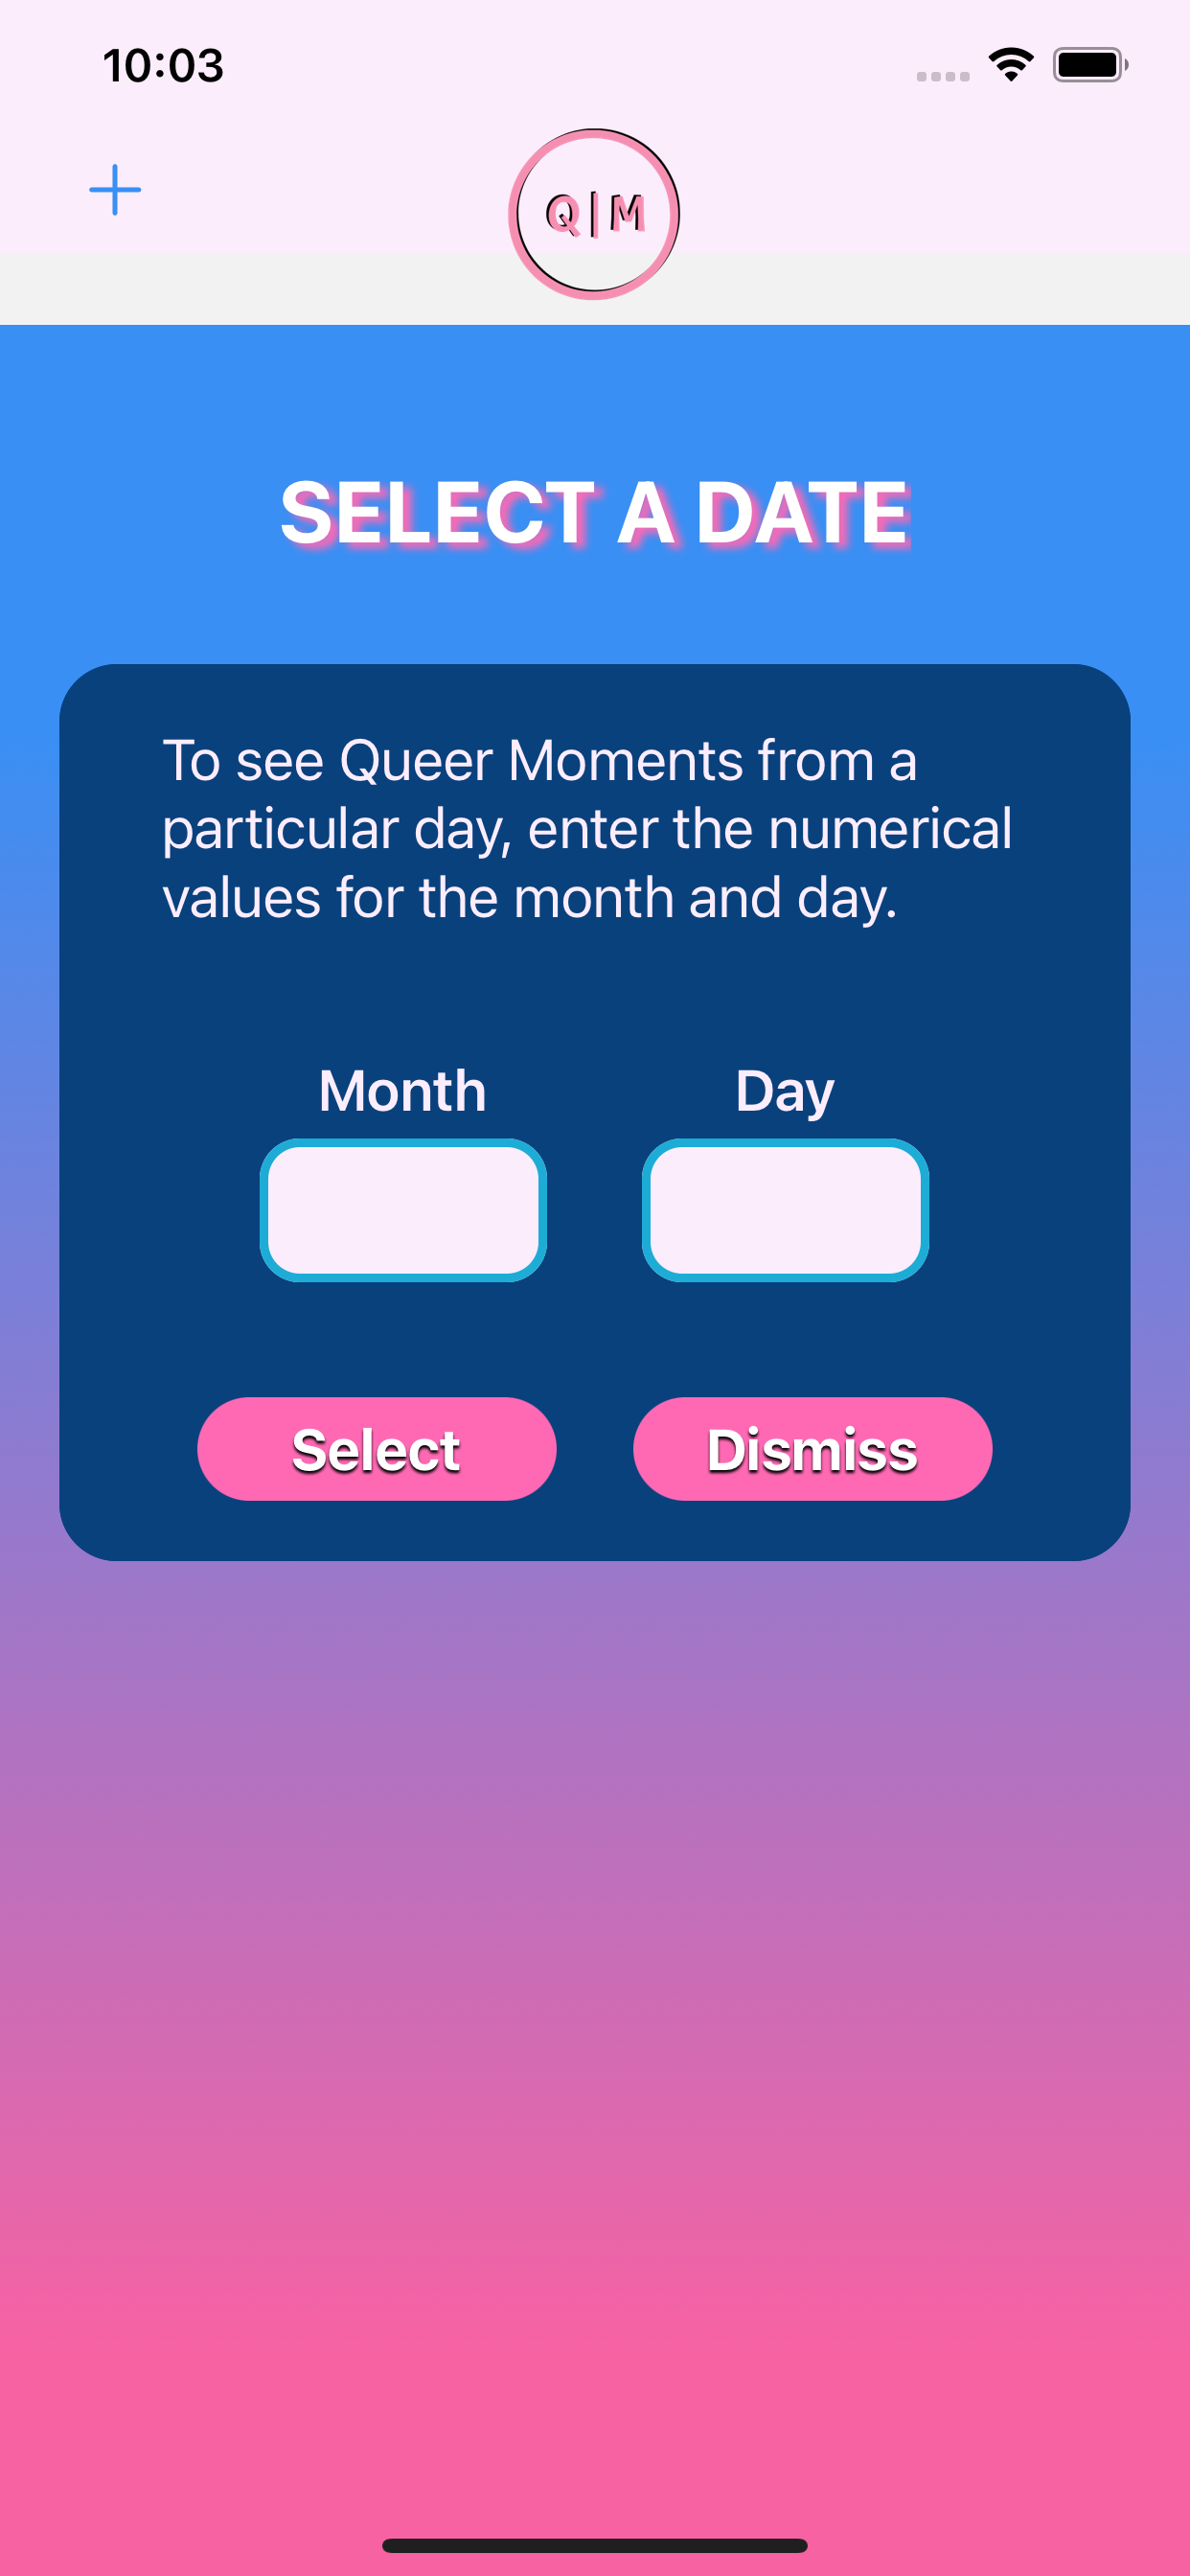 10:03
Q|M
SELECT A DATE
To see Queer Moments from a
particular day, enter the numerical
values for the month and day.
Month Day
Select Dismiss